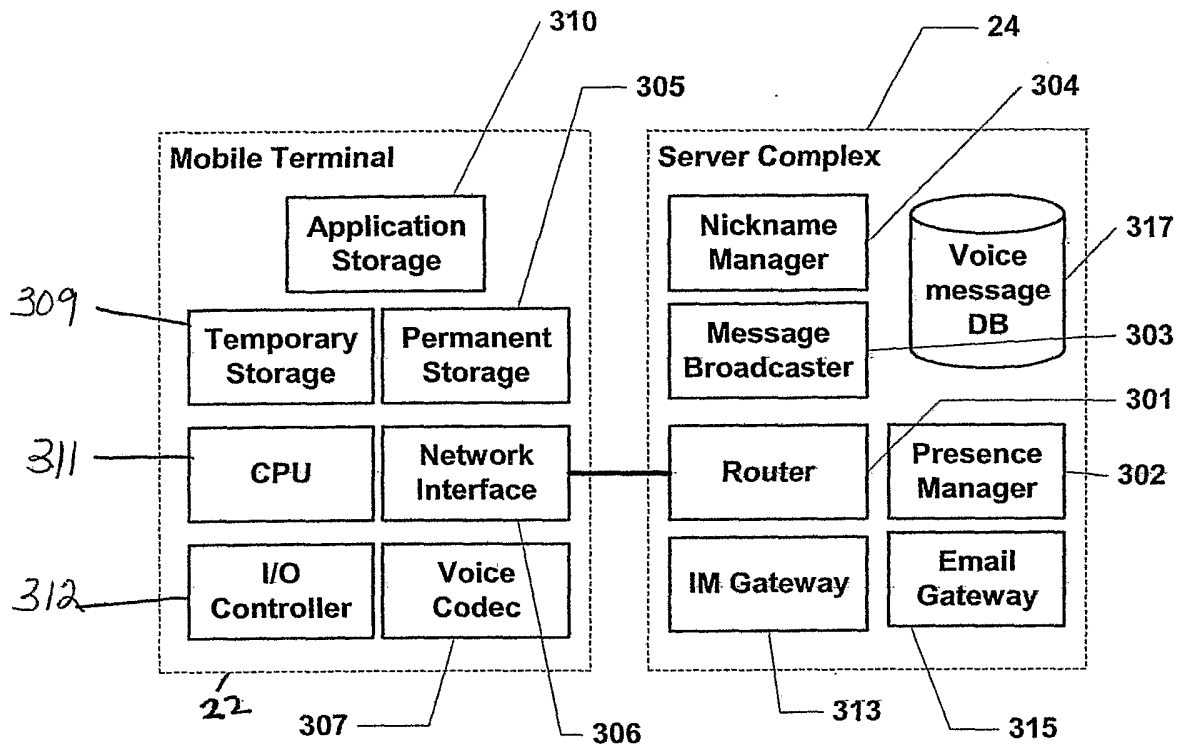 310
24
305
304
Mobile Terminal
Server Complex
Application
Storage
Nickname
Manager
Voice
message
DB
317
309
Temporary
Storage
Permanent
Storage
Message
Broadcaster
303
301
311
CPU
Network
Interface
Router
Presence
Manager
302
312
I/O
Controller
Voice
Codec
IM Gateway
Email
Gateway
22
307
306
313
315